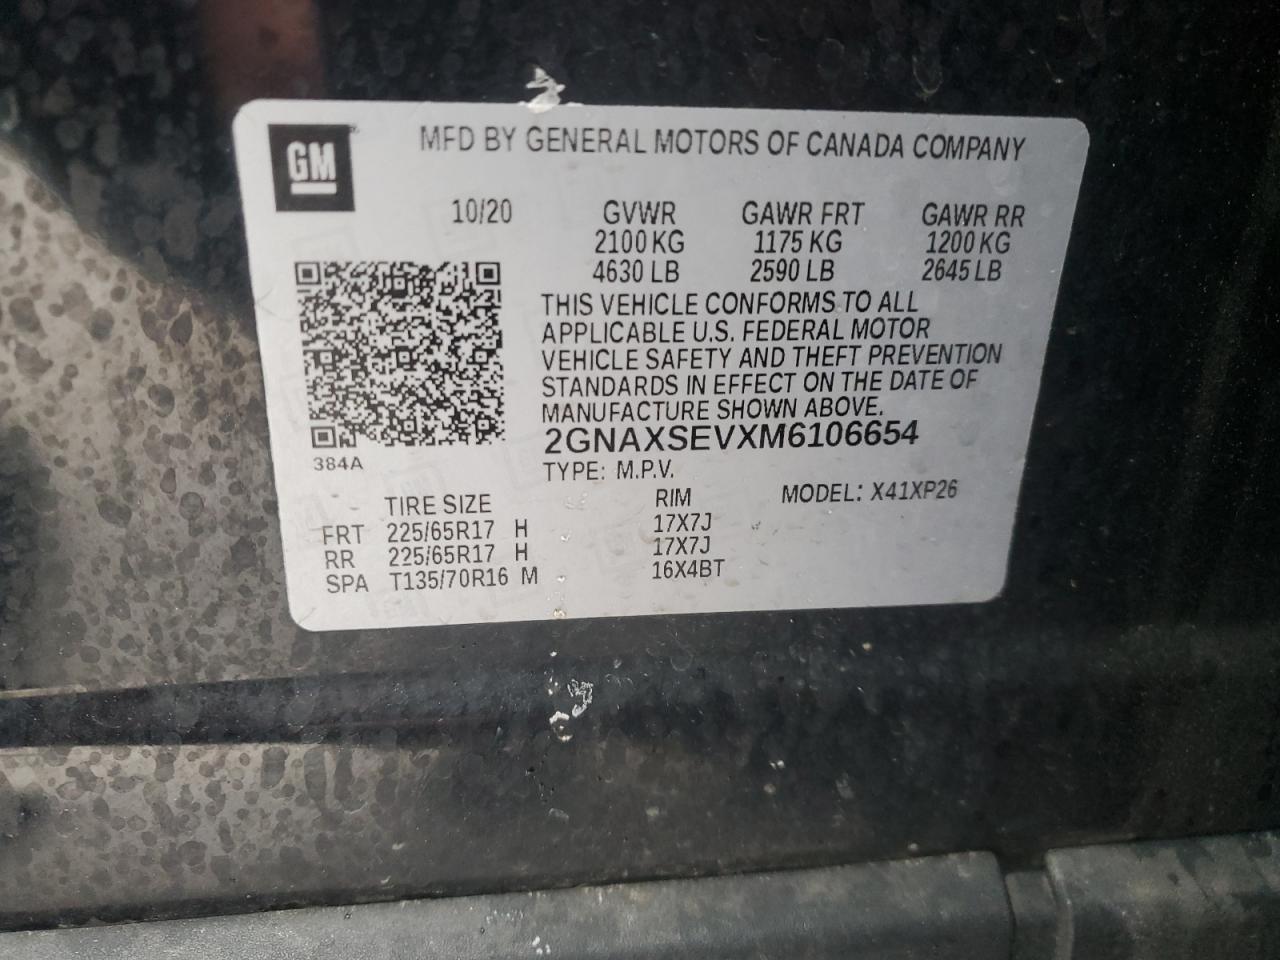 GM
MFD BY GENERAL MOTORS OF CANADA COMPANY
10/20 GVWR GAWR FRT GAWR RR
2100 KG 1175 KG 1200 KG
4630 LB 2590 LB 2645 LB
THIS VEHICLE CONFORMS TO ALL
APPLICABLE U.S. FEDERAL MOTOR
VEHICLE SAFETY AND THEFT PREVENTION
STANDARDS IN EFFECT ON THE DATE OF
MANUFACTURE SHOWN ABOVE.
2GNAXSEVXM6106654
384A
TYPE: M.P.V.
TIRE SIZE RIM MODEL: X41XP26
FRT 225/65R17 H 17X7J
RR 225/65R17 H 17X7J
SPA T135/70R16 M 16X4BT